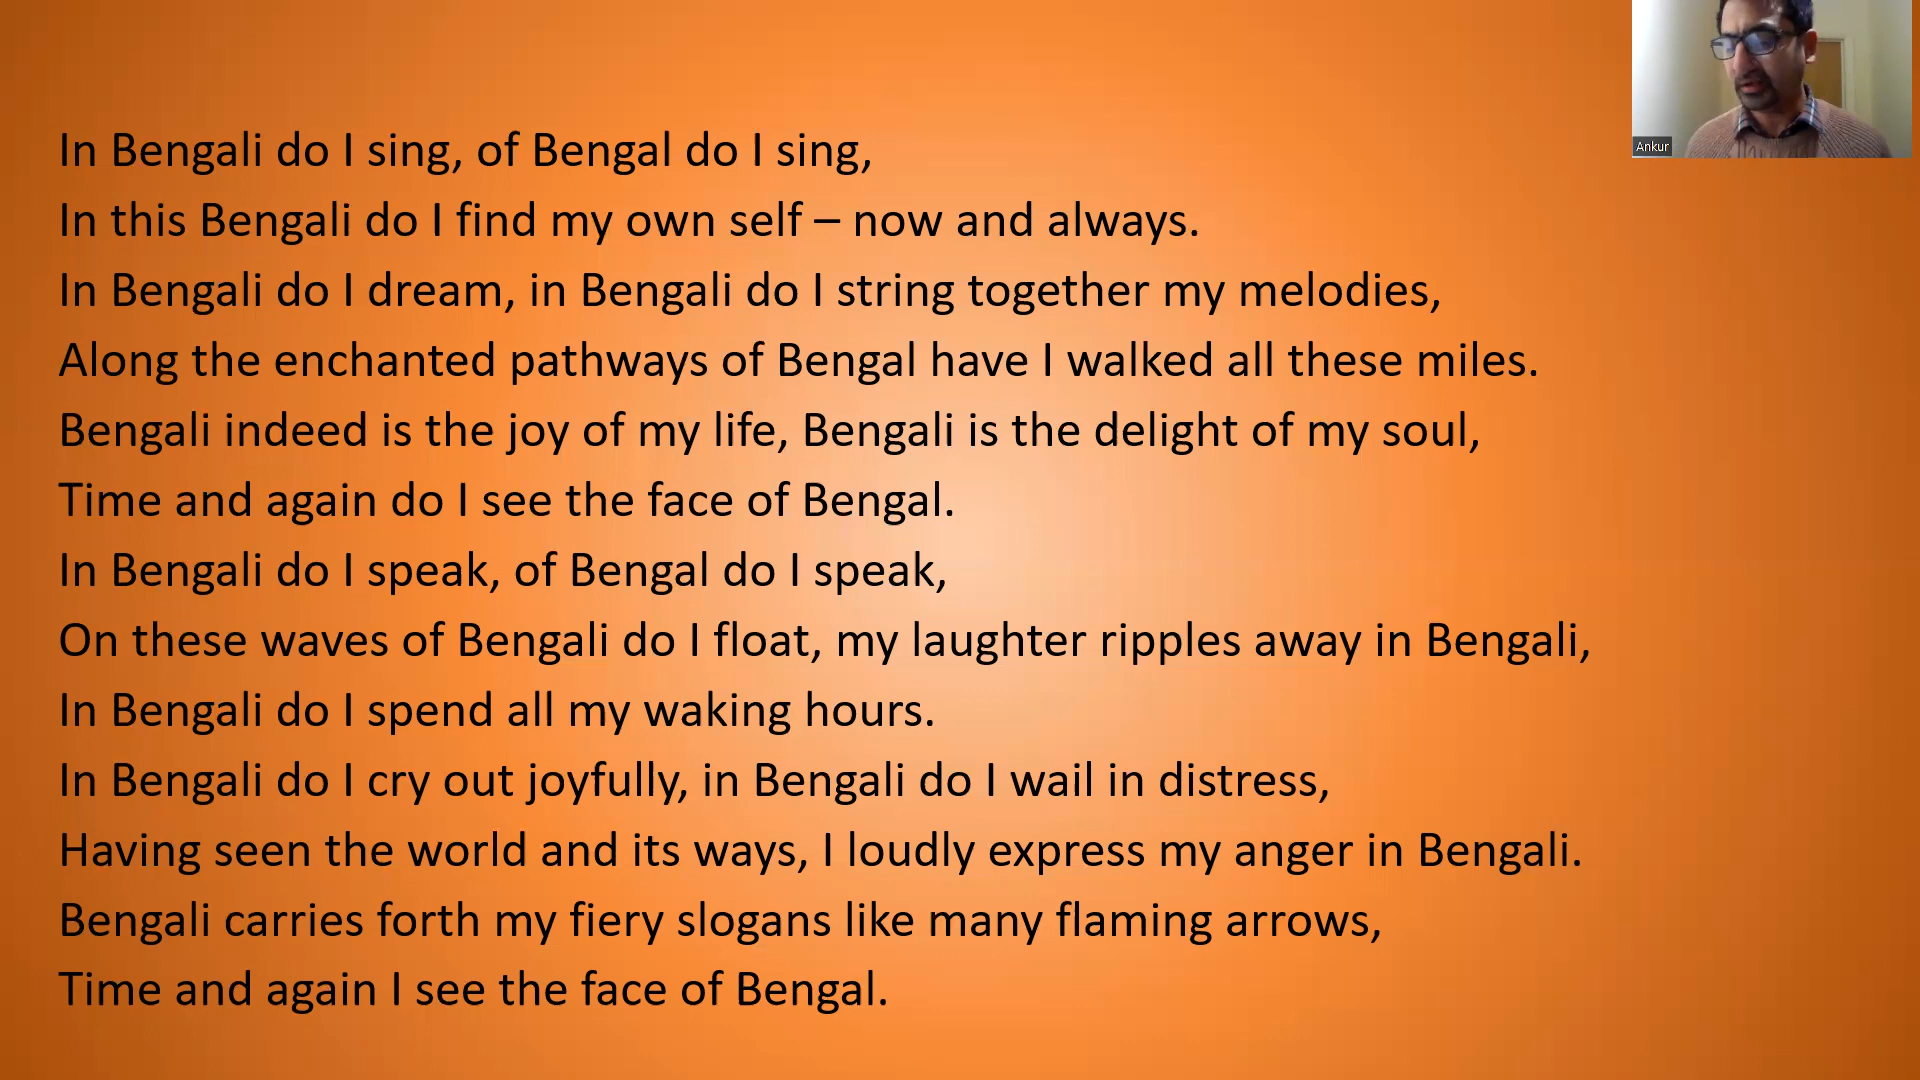 In Bengali do I sing, of Bengal do I sing,
In this Bengali do I find my own self – now and always.
In Bengali do I dream, in Bengali do I string together my melodies,
Along the enchanted pathways of Bengal have I walked all these miles.
Bengali indeed is the joy of my life, Bengali is the delight of my soul,
Time and again do I see the face of Bengal.
In Bengali do I speak, of Bengal do I speak,
On these waves of Bengali do I float, my laughter ripples away in Bengali,
In Bengali do I spend all my waking hours.
In Bengali do I cry out joyfully, in Bengali do I wail in distress,
Having seen the world and its ways, I loudly express my anger in Bengali.
Bengali carries forth my fiery slogans like many flaming arrows,
Time and again I see the face of Bengal.
Ankur